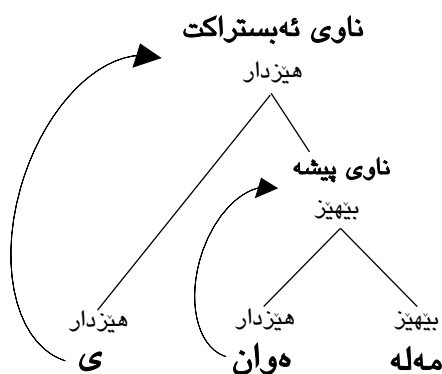 ناوی ئەبستراکت
هێزدار
ناوی پیشە
بێهێز
بێهێز
هێزدار
هێزدار
مەلە
ەوان
ی